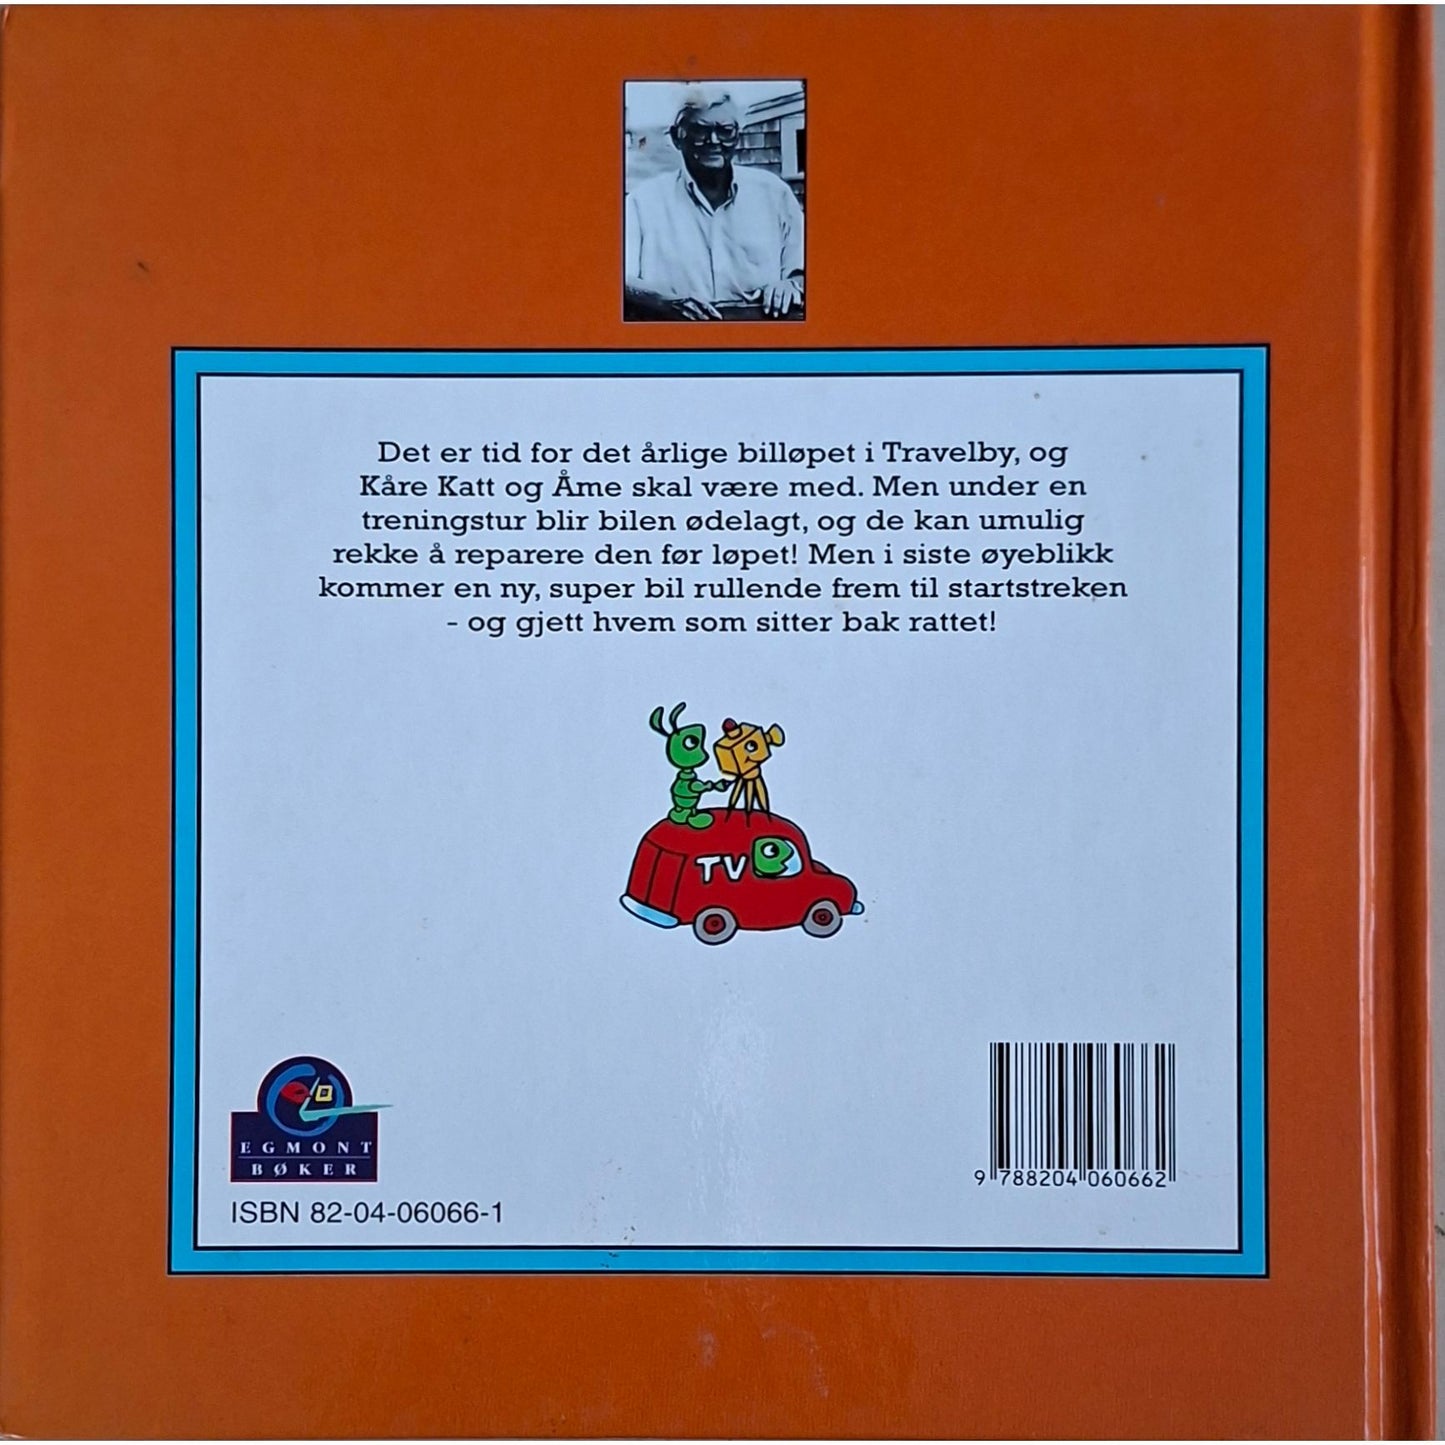 Det er tid for det årlige billøpet i Travelby, og
Kåre Katt og Åme skal være med. Men under en
treningstur blir bilen ødelagt, og de kan umulig
rekke å reparere den før løpet! Men i siste øyeblikk
kommer en ny, super bil rullende frem til startstreken
- og gjett hvem som sitter bak rattet!
TV
EGMONT
BØKER
ISBN 82-04-06066-1
9 788204 060662